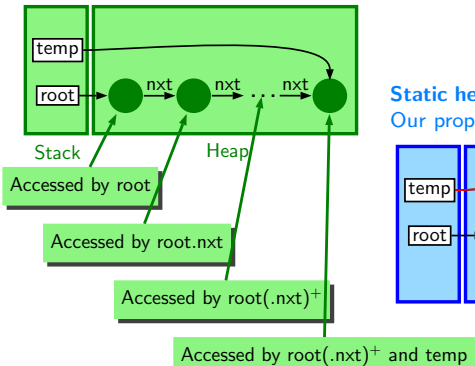 temp
root
nxt
nxt
...
nxt
Stack
Heap
Accessed by root
Accessed by root.nxt
Accessed by root(.nxt)⁺
Accessed by root(.nxt)⁺ and temp
Static he
Our prop
temp
root